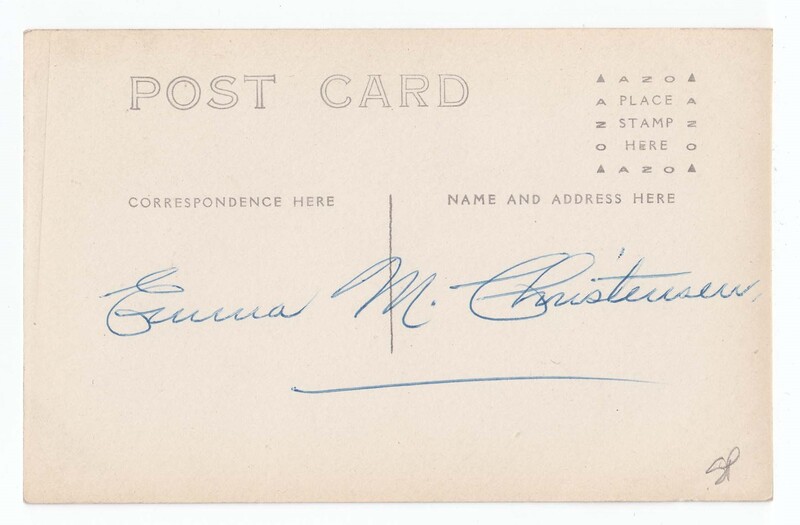 POST CARD
▲ AZO ▲
A PLACE A
Z STAMP Z
O HERE O
▲ AZO ▲
CORRESPONDENCE HERE
NAME AND ADDRESS HERE
Emma M. Christensen